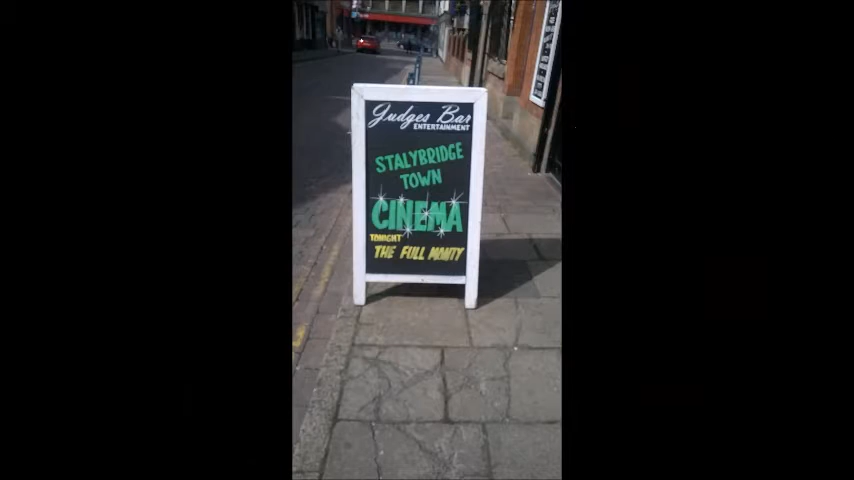 Judges Bar
ENTERTAINMENT
STALYBRIDGE
TOWN
CINEMA
TONIGHT
THE FULL MONTY